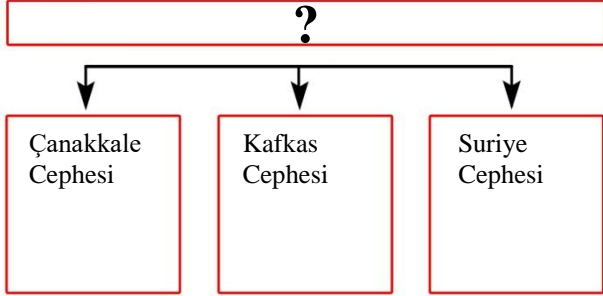 ?
Çanakkale
Cephesi
Kafkas
Cephesi
Suriye
Cephesi